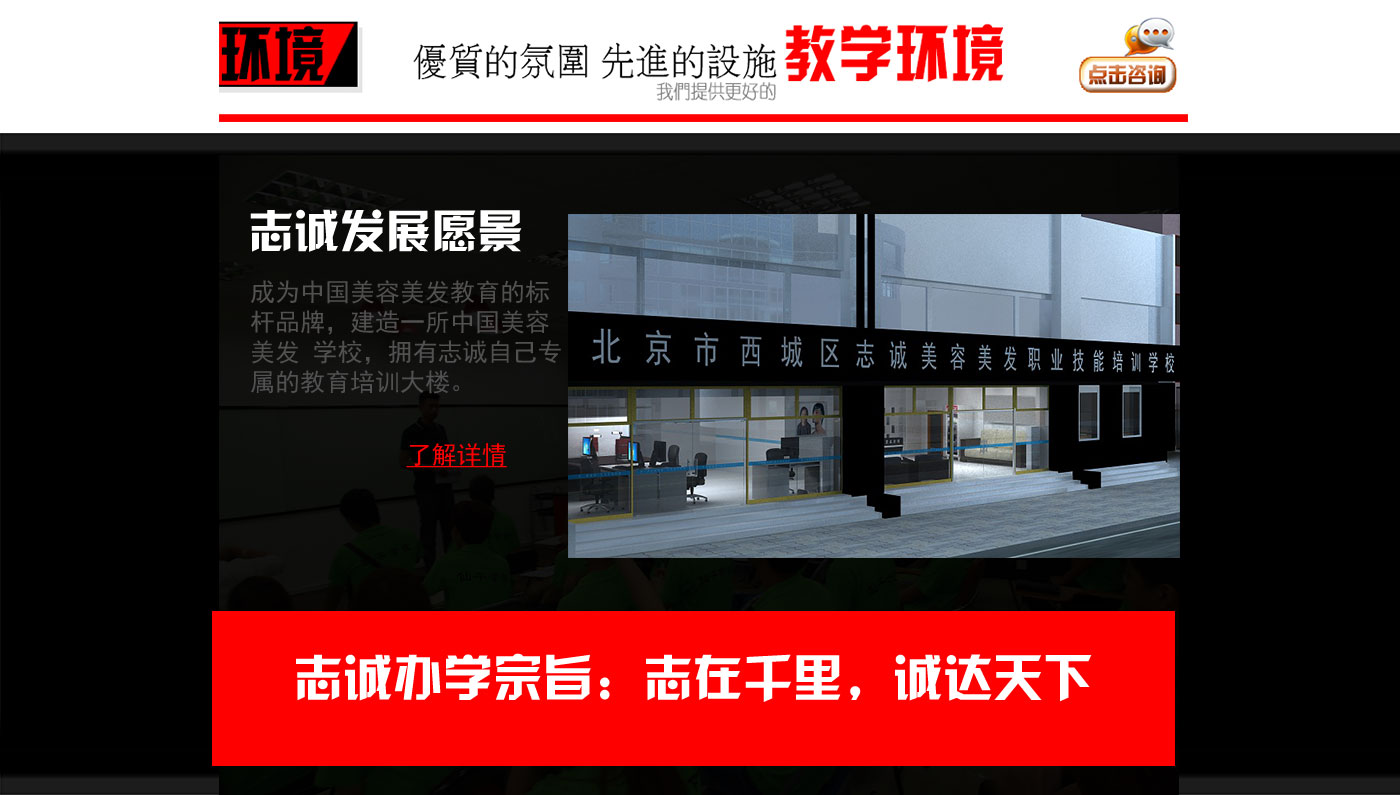 环境
優質的氛圍 先進的設施
教学环境
我們提供更好的
点击咨询
志诚发展愿景
成为中国美容美发教育的标
杆品牌，建造一所中国美容
美发 学校，拥有志诚自己专
属的教育培训大楼。
了解详情
北京市西城区志诚美容美发职业技能培训学校
志诚办学宗旨：志在千里，诚达天下